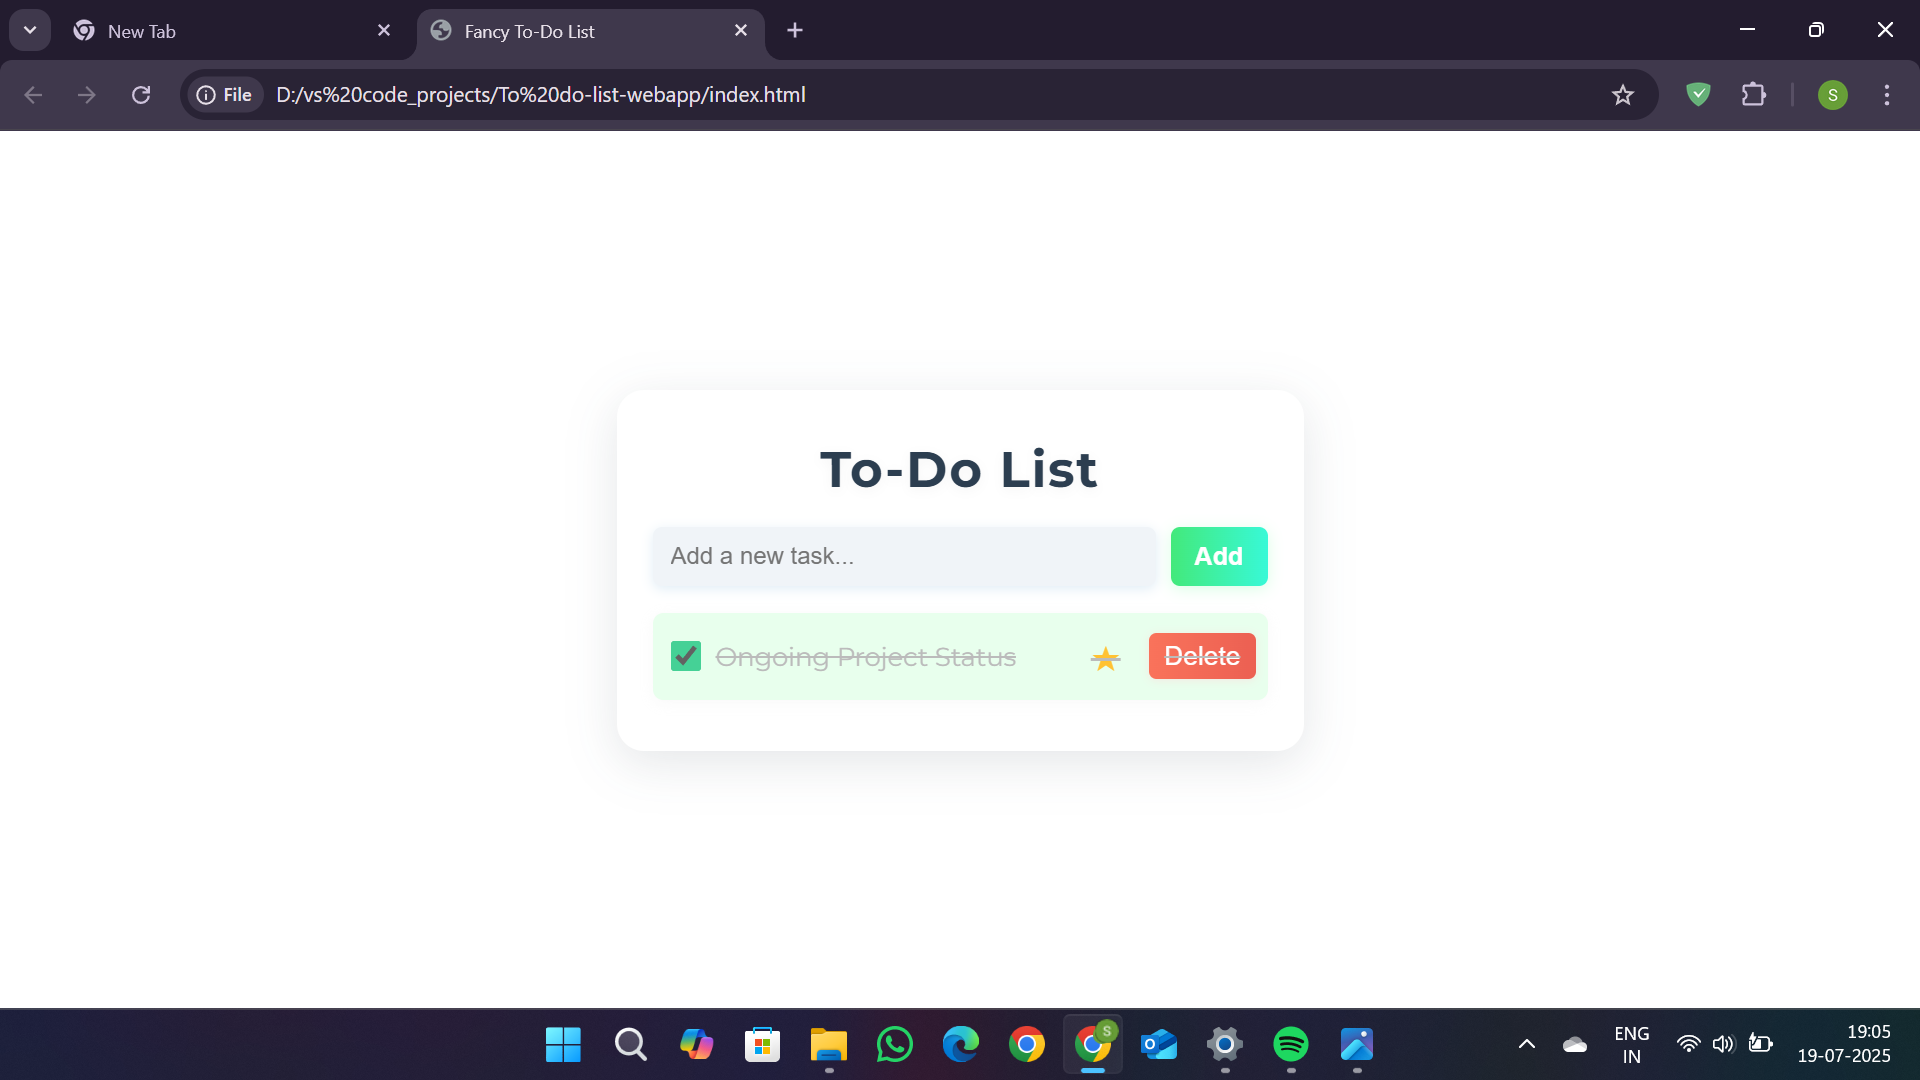 New Tab
Fancy To-Do List
File
D:/vs%20code_projects/To%20do-list-webapp/index.html
S
To-Do List
Add a new task...
Add
Ongoing Project Status
Delete
S
ENG
IN
19:05
19-07-2025